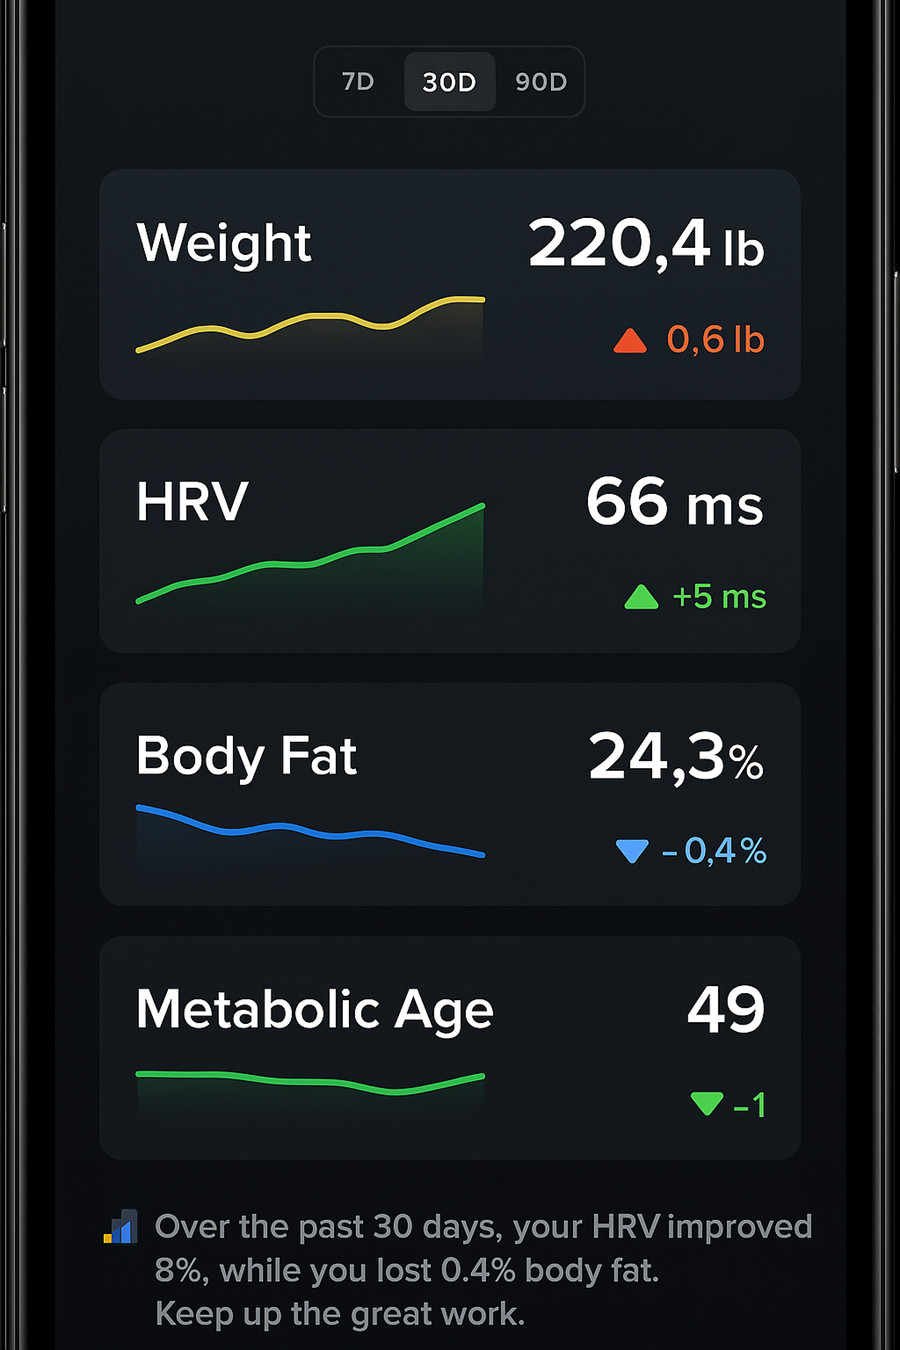 7D 30D 90D
Weight 220,4 lb
▲ 0,6 lb
HRV 66 ms
▲ +5 ms
Body Fat 24,3%
▼ – 0,4%
Metabolic Age 49
▼ –1
Over the past 30 days, your HRV improved
8%, while you lost 0.4% body fat.
Keep up the great work.